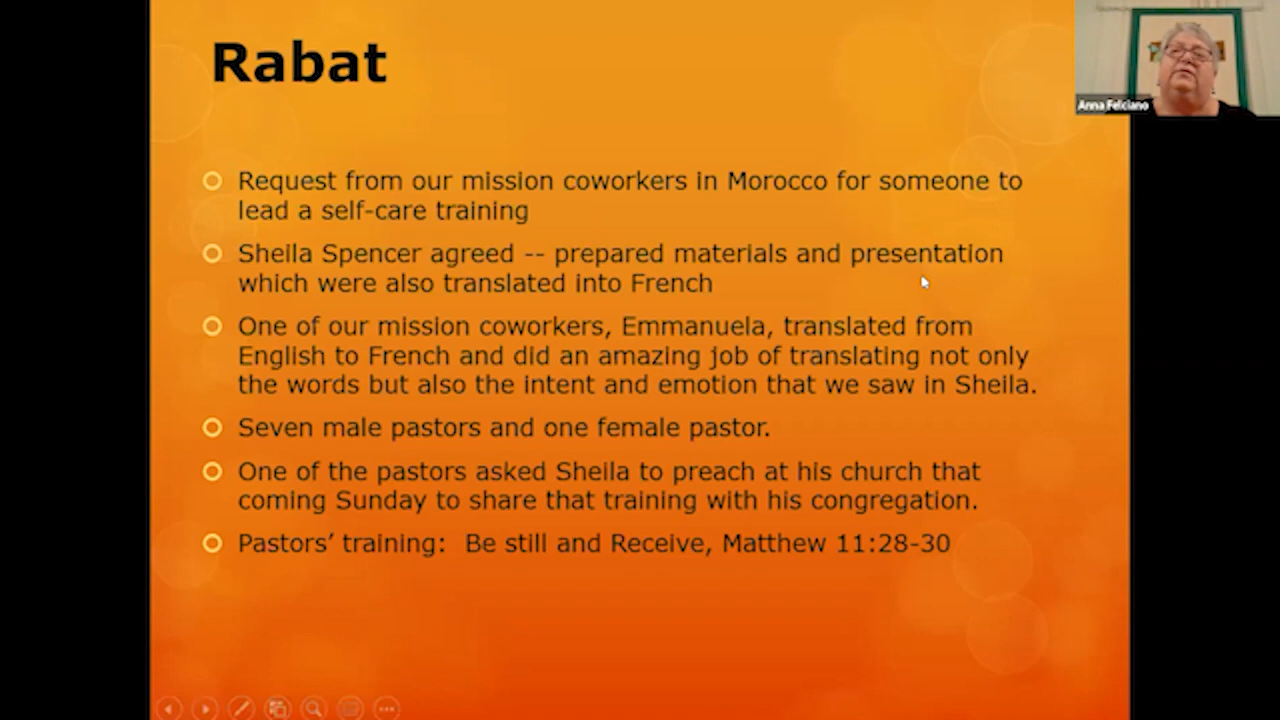 Rabat
Anna Felciano
Request from our mission coworkers in Morocco for someone to
lead a self-care training
Sheila Spencer agreed -- prepared materials and presentation
which were also translated into French
One of our mission coworkers, Emmanuela, translated from
English to French and did an amazing job of translating not only
the words but also the intent and emotion that we saw in Sheila.
Seven male pastors and one female pastor.
One of the pastors asked Sheila to preach at his church that
coming Sunday to share that training with his congregation.
Pastors’ training:  Be still and Receive, Matthew 11:28-30